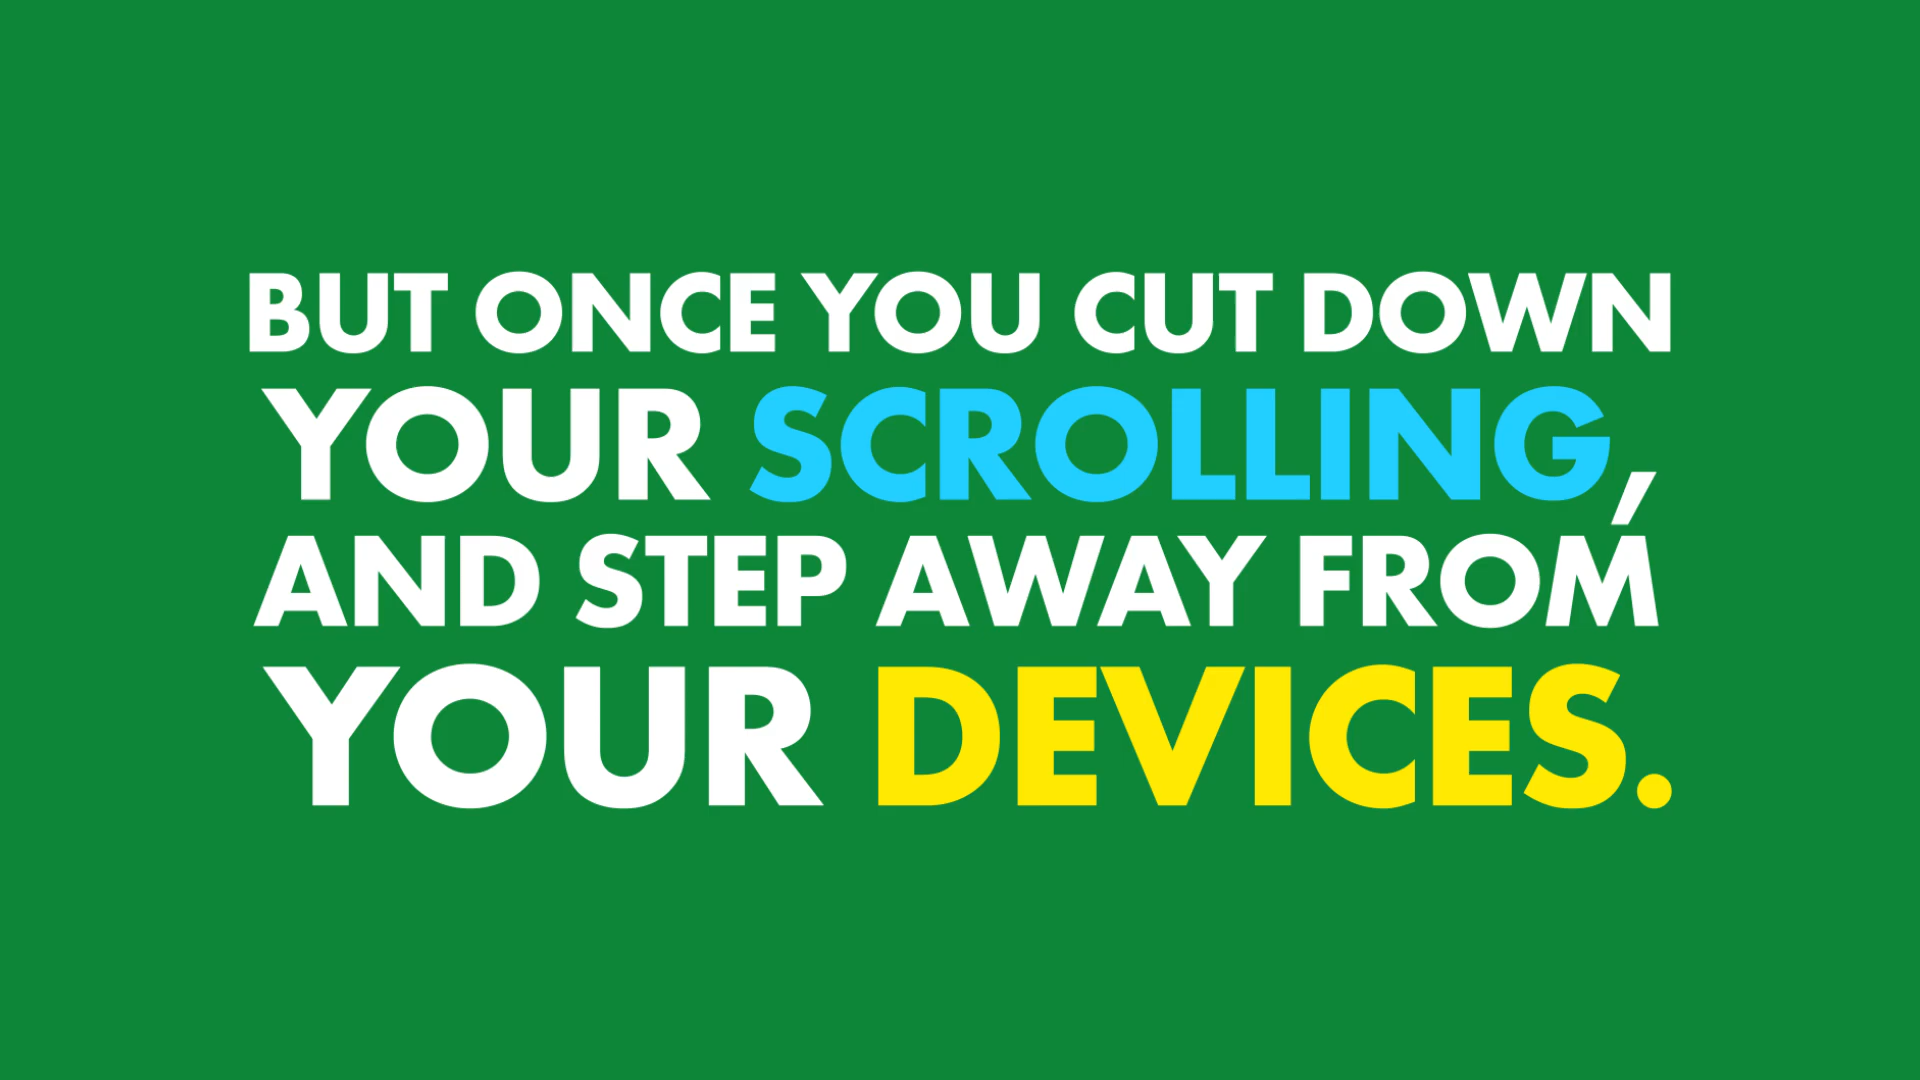 BUT ONCE YOU CUT DOWN
YOUR SCROLLING,
AND STEP AWAY FROM
YOUR DEVICES.